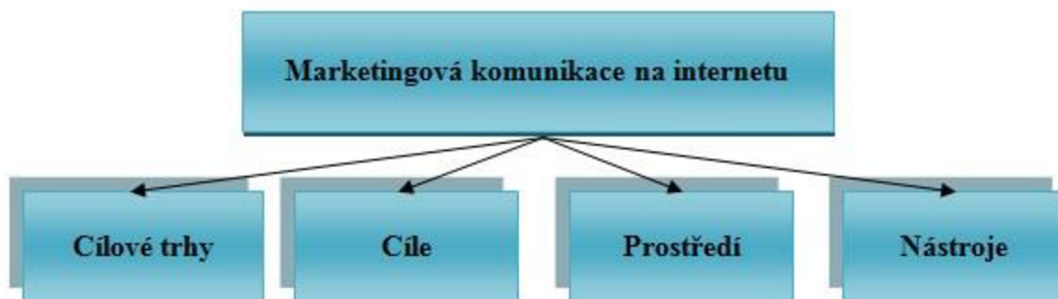 Marketingová komunikace na internetu
Cílové trhy
Cíle
Prostředí
Nástroje